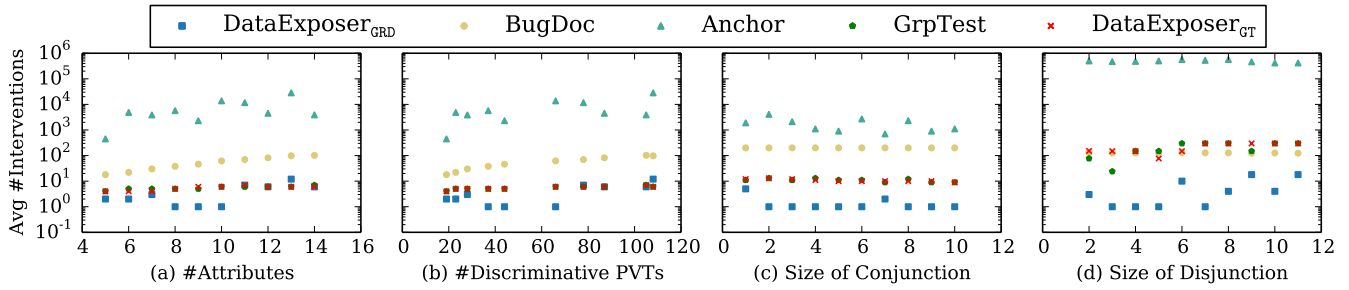 DataExposer_GRD BugDoc Anchor GrpTest DataExposer_GT
Avg #Interventions
10^6
10^5
10^4
10^3
10^2
10^1
10^0
10^-1
4 6 8 10 12 14 16
(a) #Attributes
0 20 40 60 80 100 120
(b) #Discriminative PVTs
0 2 4 6 8 10 12
(c) Size of Conjunction
0 2 4 6 8 10 12
(d) Size of Disjunction